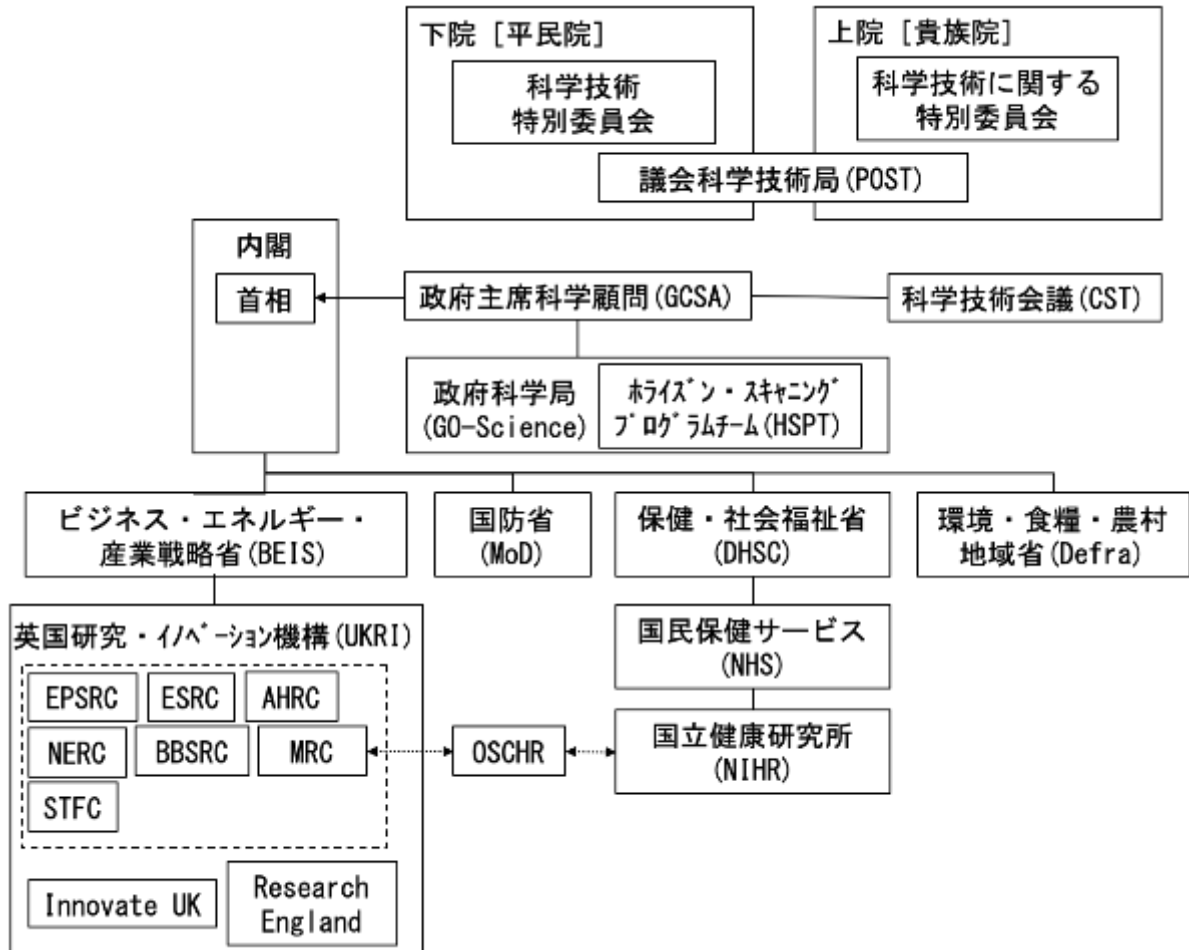 下院 [平民院]
科学技術
特別委員会
上院 [貴族院]
科学技術に関する
特別委員会
議会科学技術局(POST)
内閣
首相
政府主席科学顧問(GCSA)
科学技術会議(CST)
政府科学局
(GO-Science)
ﾎﾗｲｽﾞﾝ・ｽｷｬﾆﾝｸﾞ
ﾌﾟﾛｸﾞﾗﾑﾁｰﾑ(HSPT)
ビジネス・エネルギー・
産業戦略省(BEIS)
国防省
(MoD)
保健・社会福祉省
(DHSC)
環境・食糧・農村
地域省(Defra)
英国研究・ｲﾉﾍﾞｰｼｮﾝ機構(UKRI)
EPSRC
ESRC
AHRC
NERC
BBSRC
MRC
STFC
Innovate UK
Research
England
OSCHR
国民保健サービス
(NHS)
国立健康研究所
(NIHR)